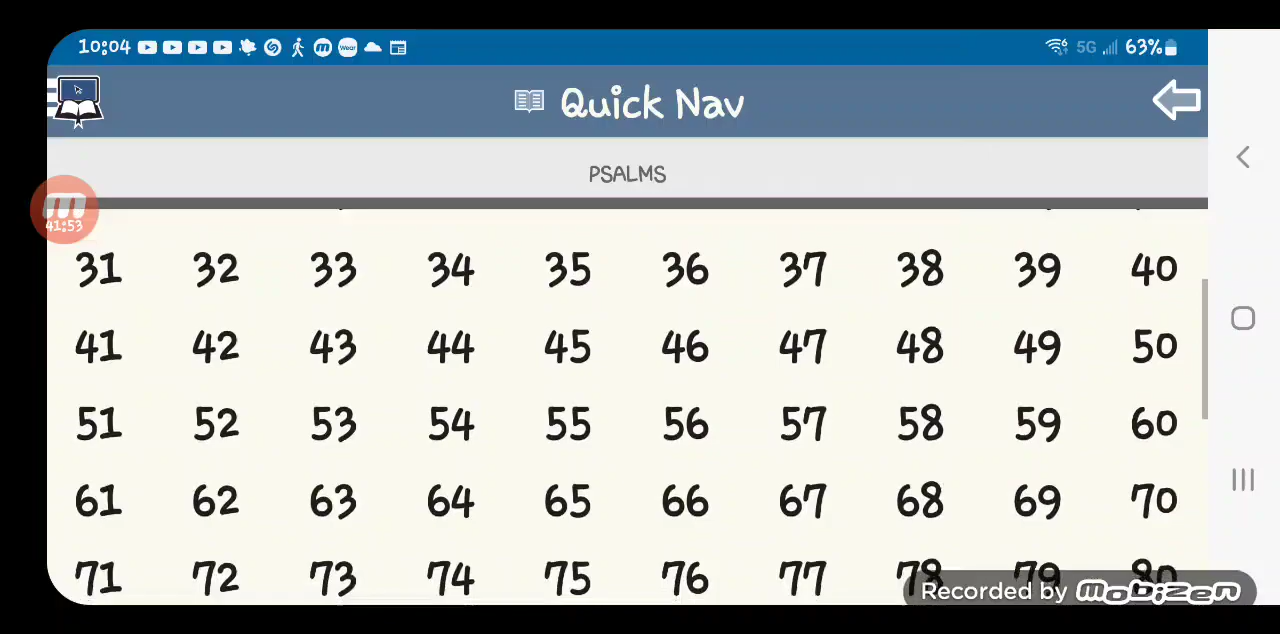 10:04 5G 63%
Quick Nav
PSALMS
m
41:53
31 32 33 34 35 36 37 38 39 40
41 42 43 44 45 46 47 48 49 50
51 52 53 54 55 56 57 58 59 60
61 62 63 64 65 66 67 68 69 70
71 72 73 74 75 76 77 78 79 80
Recorded by mobizen